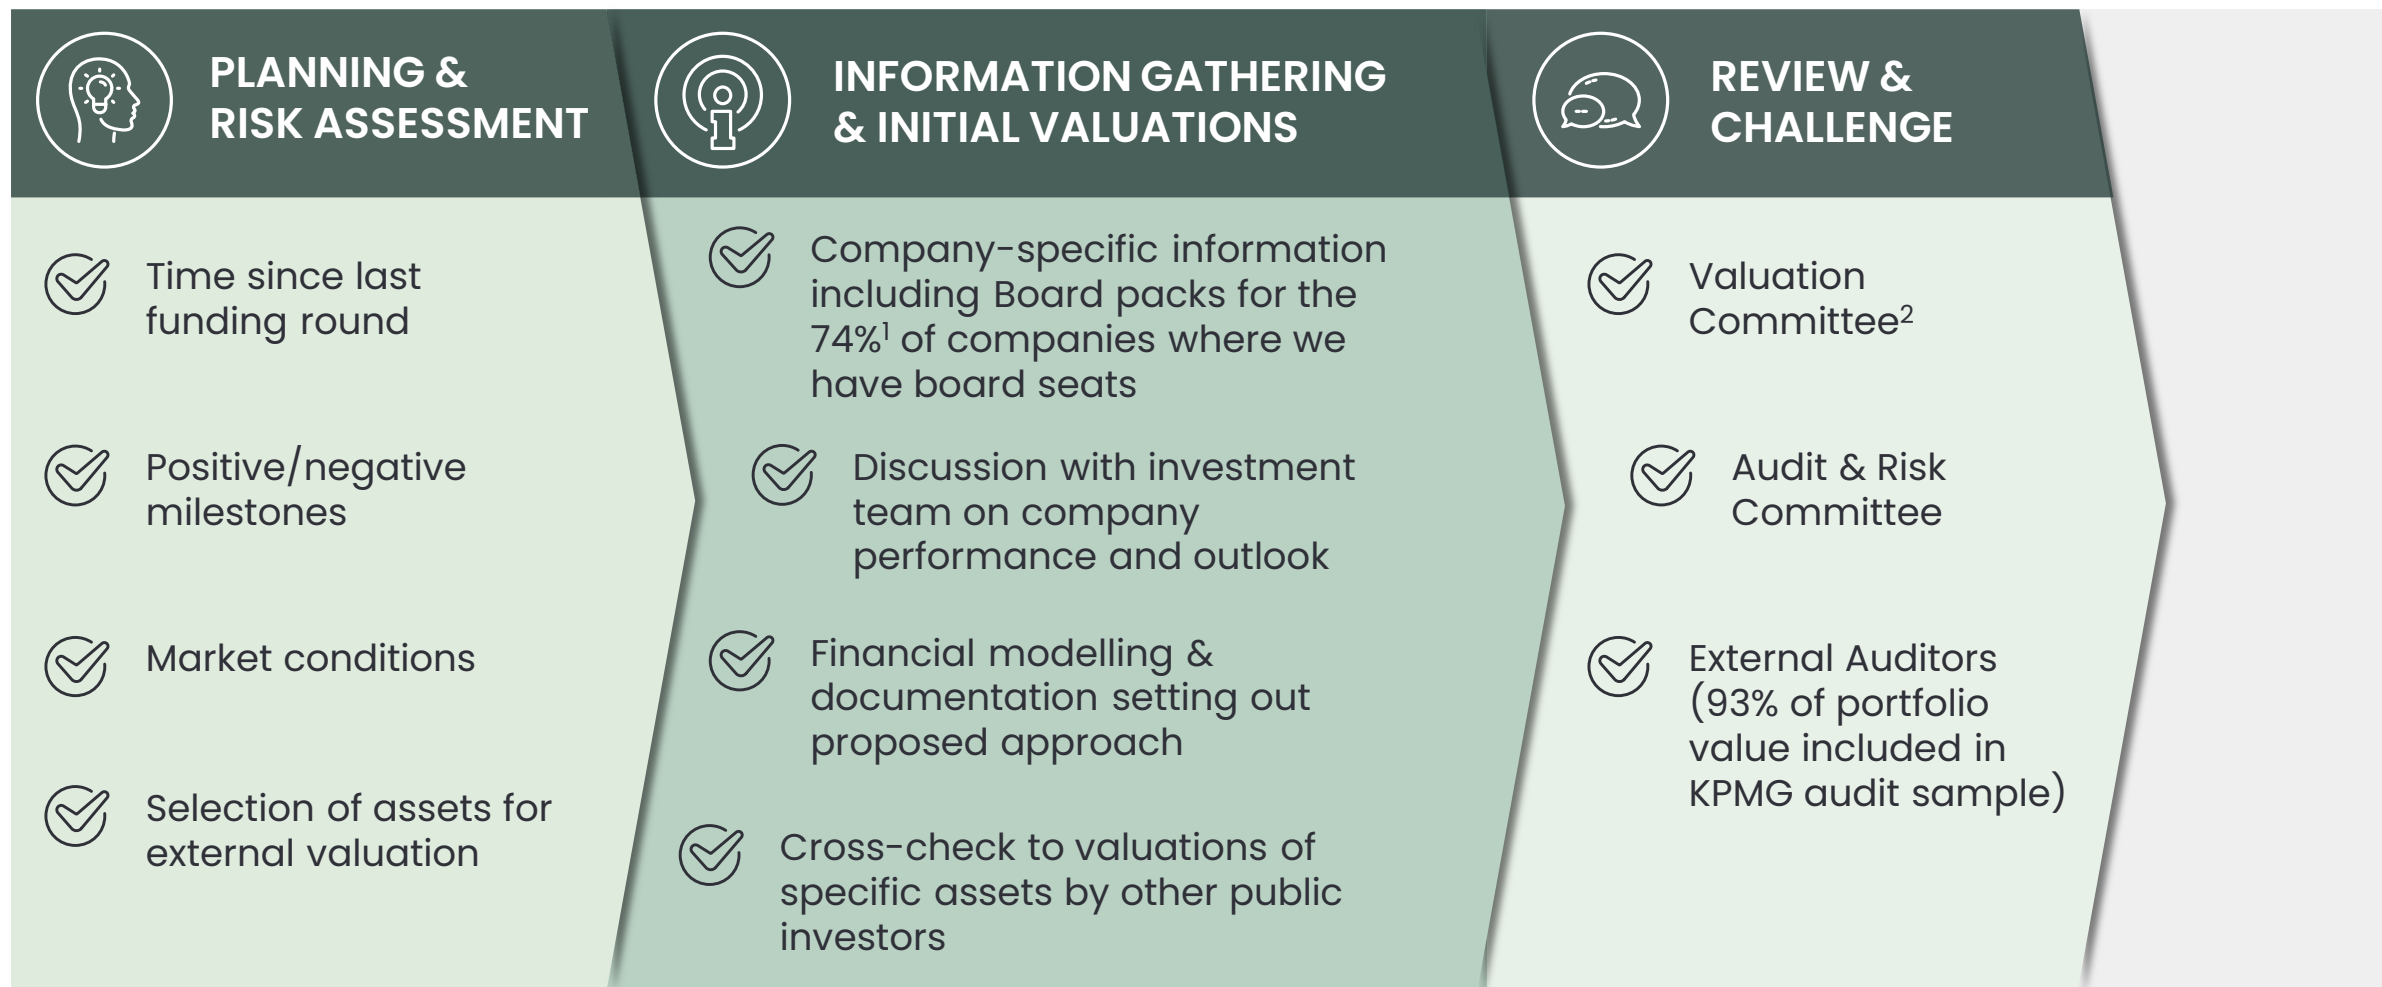 PLANNING &
RISK ASSESSMENT
Time since last
funding round
Positive/negative
milestones
Market conditions
Selection of assets for
external valuation
INFORMATION GATHERING
& INITIAL VALUATIONS
Company-specific information
including Board packs for the
74%¹ of companies where we
have board seats
Discussion with investment
team on company
performance and outlook
Financial modelling &
documentation setting out
proposed approach
Cross-check to valuations of
specific assets by other public
investors
REVIEW &
CHALLENGE
Valuation
Committee²
Audit & Risk
Committee
External Auditors
(93% of portfolio
value included in
KPMG audit sample)